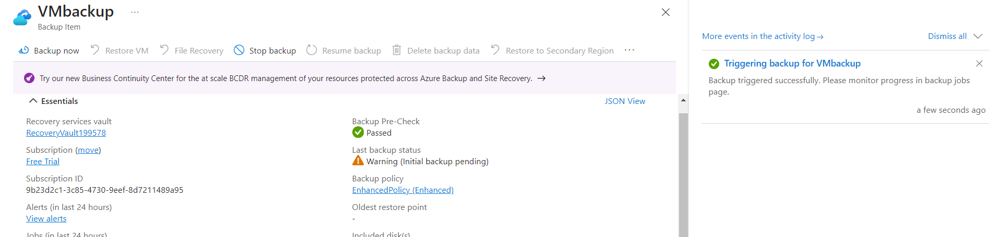 VMbackup ...
Backup Item
Backup now Restore VM File Recovery Stop backup Resume backup Delete backup data Restore to Secondary Region ...
Try our new Business Continuity Center for the at scale BCDR management of your resources protected across Azure Backup and Site Recovery. →
Essentials
JSON View
Recovery services vault
RecoveryVault199578
Subscription (move)
Free Trial
Subscription ID
9b23d2c1-3c85-4730-9eef-8d7211489a95
Alerts (in last 24 hours)
View alerts
Jobs (in last 24 hours)
Backup Pre-Check
Passed
Last backup status
Warning (Initial backup pending)
Backup policy
EnhancedPolicy (Enhanced)
Oldest restore point
-
Included disk(s)
More events in the activity log →
Dismiss all
Triggering backup for VMbackup
Backup triggered successfully. Please monitor progress in backup jobs
page.
a few seconds ago